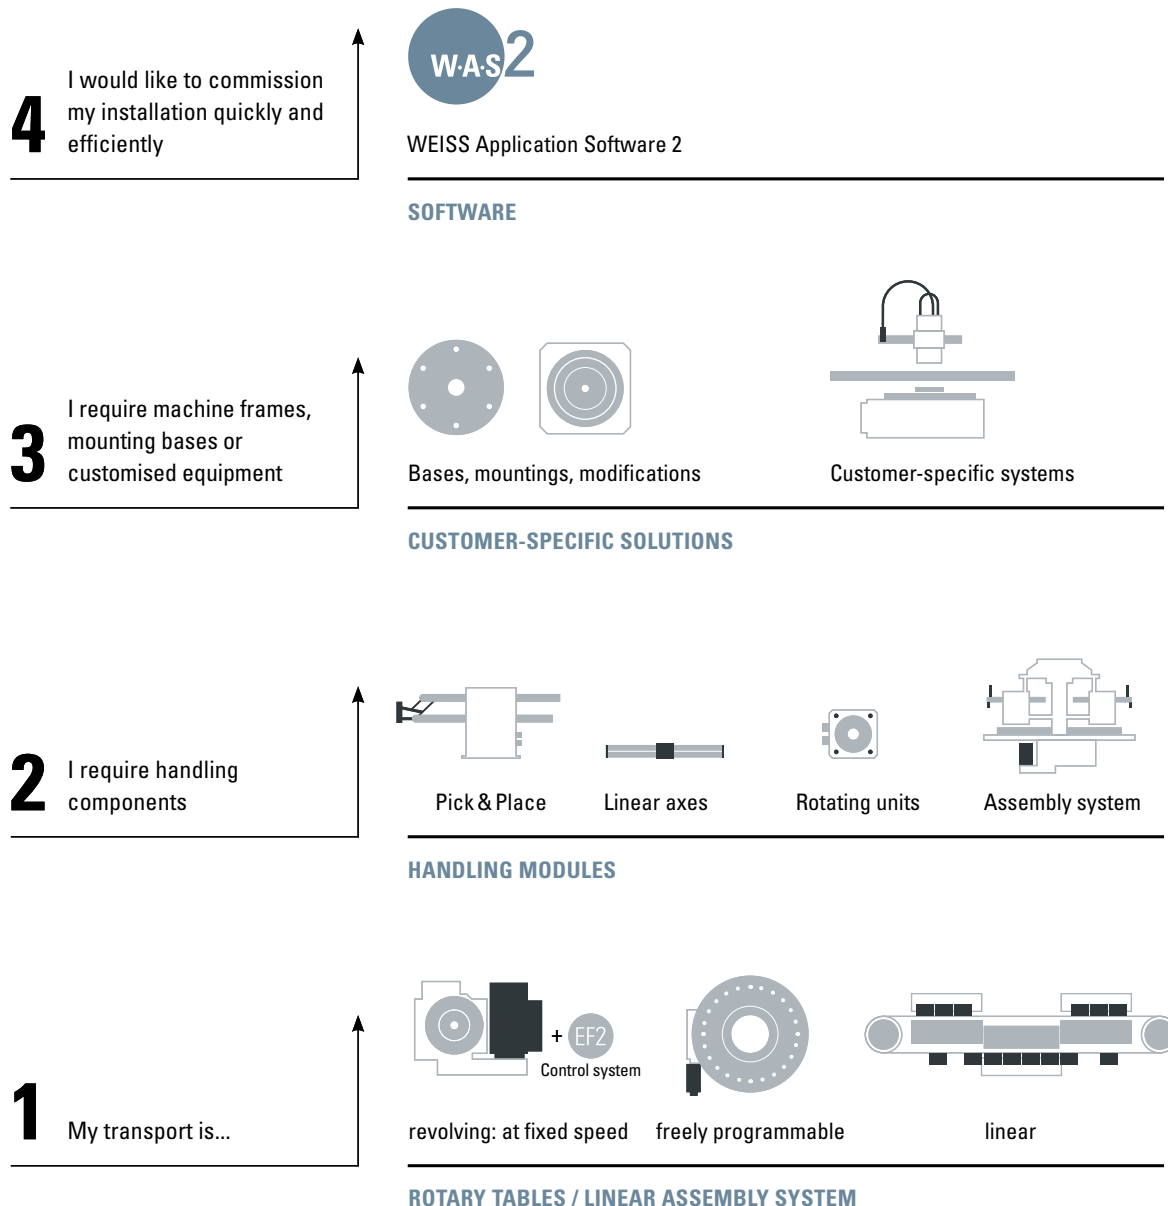 4
I would like to commission
my installation quickly and
efficiently
W·A·S 2
WEISS Application Software 2
SOFTWARE
3
I require machine frames,
mounting bases or
customised equipment
Bases, mountings, modifications
Customer-specific systems
CUSTOMER-SPECIFIC SOLUTIONS
2
I require handling
components
Pick & Place
Linear axes
Rotating units
Assembly system
HANDLING MODULES
1
My transport is...
+ EF2
Control system
revolving: at fixed speed
freely programmable
linear
ROTARY TABLES / LINEAR ASSEMBLY SYSTEM